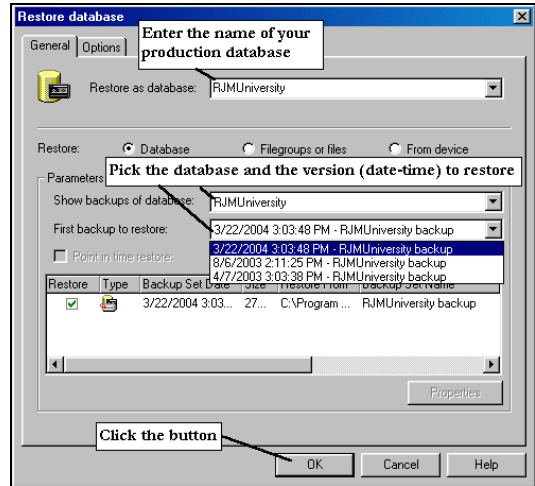 Restore database
General Options
Enter the name of your
production database
Restore as database: RJMUniversity
Restore: Database Filegroups or files From device
Pick the database and the version (date-time) to restore
Parameters
Show backups of database: RJMUniversity
First backup to restore: 3/22/2004 3:03:48 PM - RJMUniversity backup
3/22/2004 3:03:48 PM - RJMUniversity backup
8/6/2003 2:11:25 PM - RJMUniversity backup
4/7/2003 3:03:38 PM - RJMUniversity backup
Point in time restore:
Restore Type Backup Set Date Size Restore From Backup Set Name
3/22/2004 3:03... 27... C:\Program ... RJMUniversity backup
Properties
Click the button
OK Cancel Help